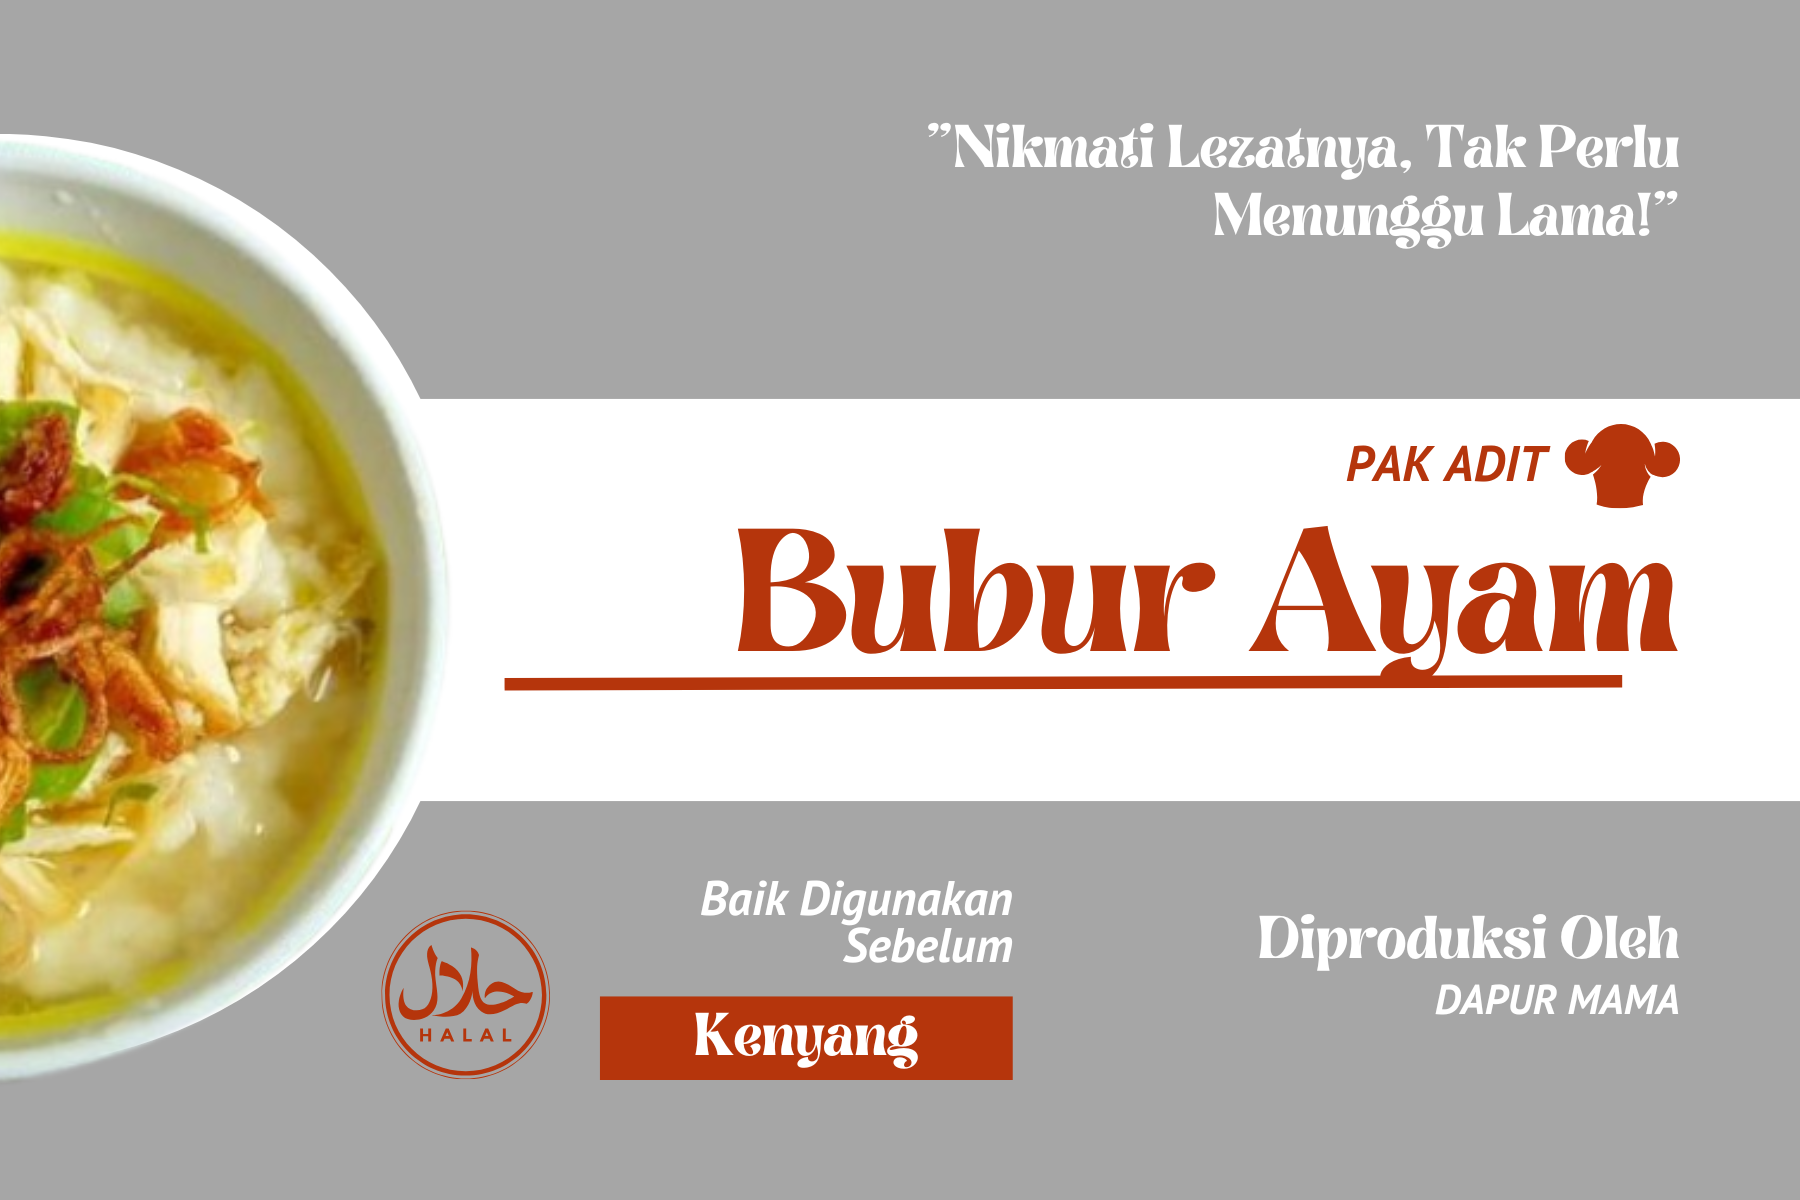 ”Nikmati Lezatnya, Tak Perlu
Menunggu Lama!”
PAK ADIT
Bubur Ayam
Baik Digunakan
Sebelum
Kenyang
حلال
HALAL
Diproduksi Oleh
DAPUR MAMA